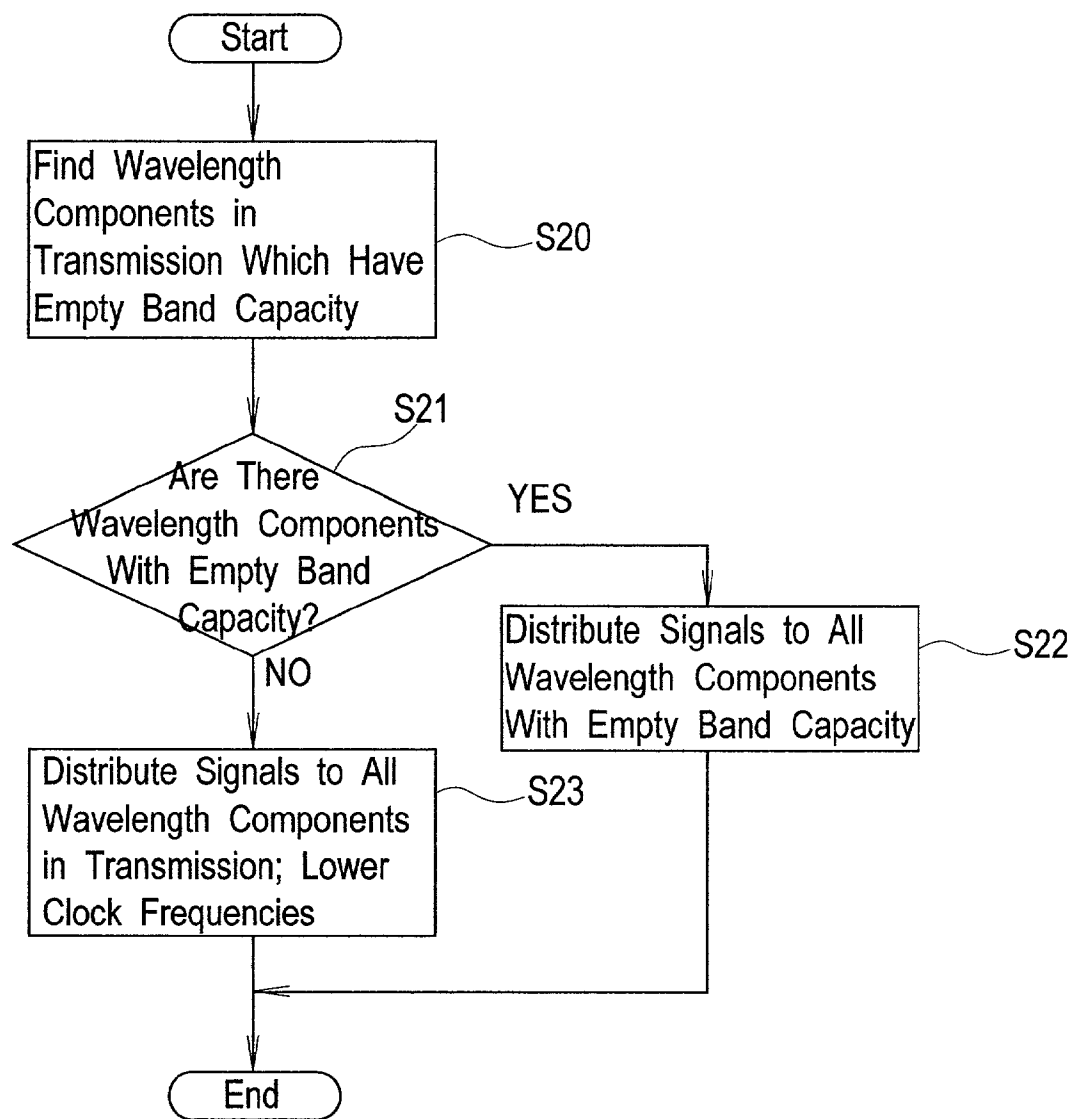 Start
Find Wavelength
Components in
Transmission Which Have
Empty Band Capacity
S20
S21
Are There
Wavelength Components
With Empty Band
Capacity?
YES
NO
Distribute Signals to All
Wavelength Components
With Empty Band Capacity
S22
Distribute Signals to All
Wavelength Components
in Transmission; Lower
Clock Frequencies
S23
End